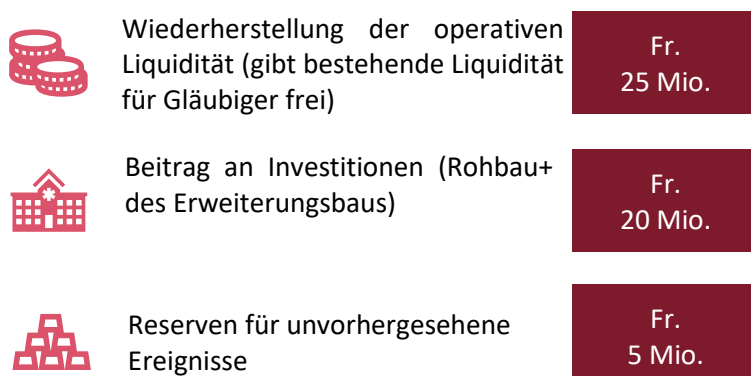 Wiederherstellung der operativen
Liquidität (gibt bestehende Liquidität
für Gläubiger frei)
Fr.
25 Mio.
Beitrag an Investitionen (Rohbau+
des Erweiterungsbaus)
Fr.
20 Mio.
Reserven für unvorhergesehene
Ereignisse
Fr.
5 Mio.